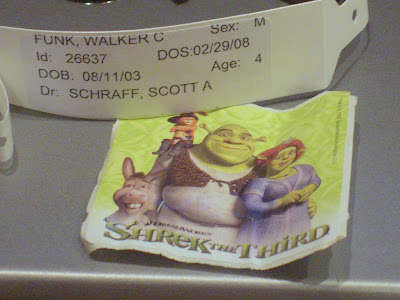 FUNK, WALKER C Sex: M
Id: 26637 DOS:02/29/08
DOB: 08/11/03 Age: 4
Dr: SCHRAFF, SCOTT A
DREAMWORKS
SHREK THE THIRD